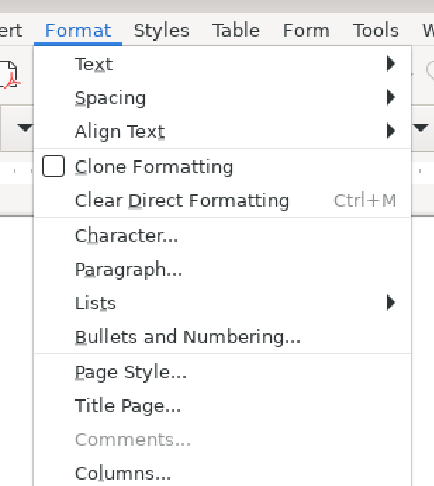 Format Styles Table Form Tools
Text
Spacing
Align Text
Clone Formatting
Clear Direct Formatting Ctrl+M
Character...
Paragraph...
Lists
Bullets and Numbering...
Page Style...
Title Page...
Comments...
Columns...